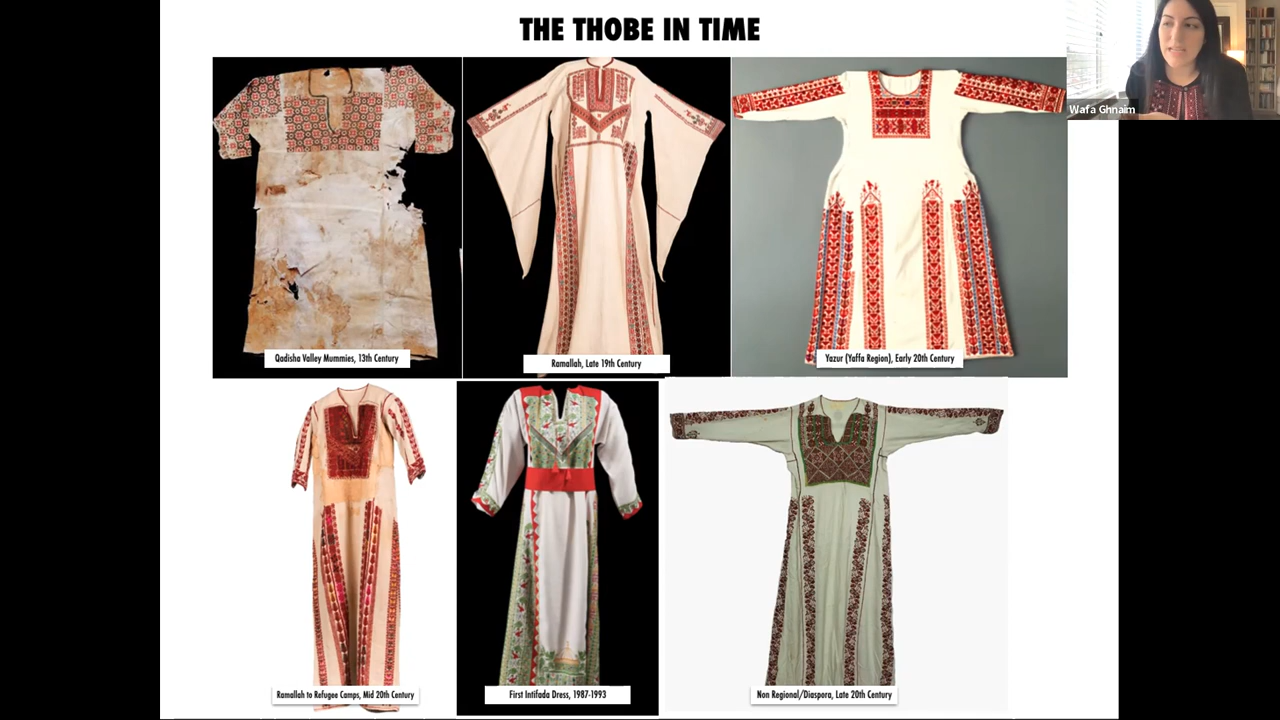 THE THOBE IN TIME
Wafa Ghnaim
Qadisha Valley Mummies, 13th Century
Ramallah, Late 19th Century
Yazur (Yaffa Region), Early 20th Century
Ramallah to Refugee Camps, Mid 20th Century
First Intifada Dress, 1987-1993
Non Regional/Diaspora, Late 20th Century